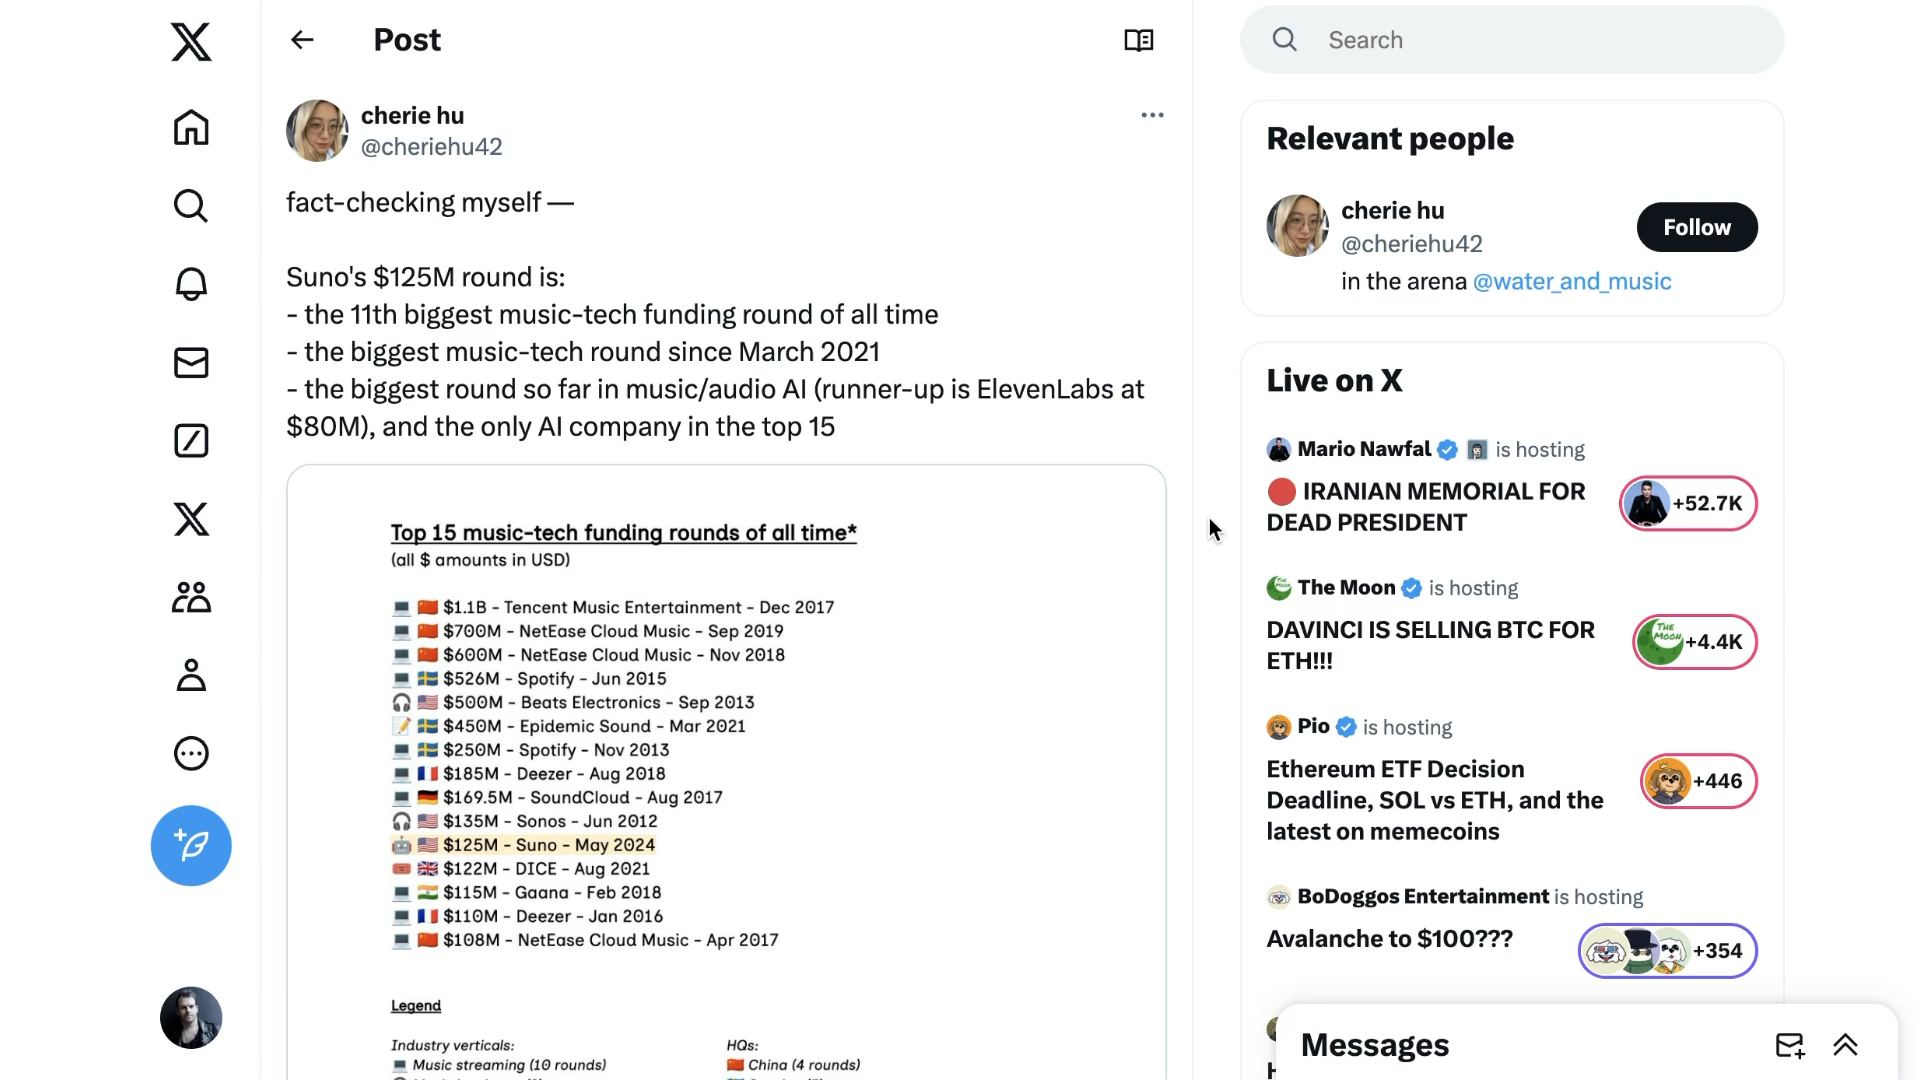 Post
Search
cherie hu
@cheriehu42
fact-checking myself —
Suno's $125M round is:
- the 11th biggest music-tech funding round of all time
- the biggest music-tech round since March 2021
- the biggest round so far in music/audio AI (runner-up is ElevenLabs at
$80M), and the only AI company in the top 15
Top 15 music-tech funding rounds of all time*
(all $ amounts in USD)
$1.1B - Tencent Music Entertainment - Dec 2017
$700M - NetEase Cloud Music - Sep 2019
$600M - NetEase Cloud Music - Nov 2018
$526M - Spotify - Jun 2015
$500M - Beats Electronics - Sep 2013
$450M - Epidemic Sound - Mar 2021
$250M - Spotify - Nov 2013
$185M - Deezer - Aug 2018
$169.5M - SoundCloud - Aug 2017
$135M - Sonos - Jun 2012
$125M - Suno - May 2024
$122M - DICE - Aug 2021
$115M - Gaana - Feb 2018
$110M - Deezer - Jan 2016
$108M - NetEase Cloud Music - Apr 2017
Legend
Industry verticals:
Music streaming (10 rounds)
HQs:
China (4 rounds)
Relevant people
cherie hu
@cheriehu42
Follow
in the arena @water_and_music
Live on X
Mario Nawfal is hosting
IRANIAN MEMORIAL FOR
DEAD PRESIDENT
+52.7K
The Moon is hosting
DAVINCI IS SELLING BTC FOR
ETH!!!
THE
MOON
+4.4K
Pio is hosting
Ethereum ETF Decision
Deadline, SOL vs ETH, and the
latest on memecoins
+446
BoDoggos Entertainment is hosting
Avalanche to $100???
+354
Messages